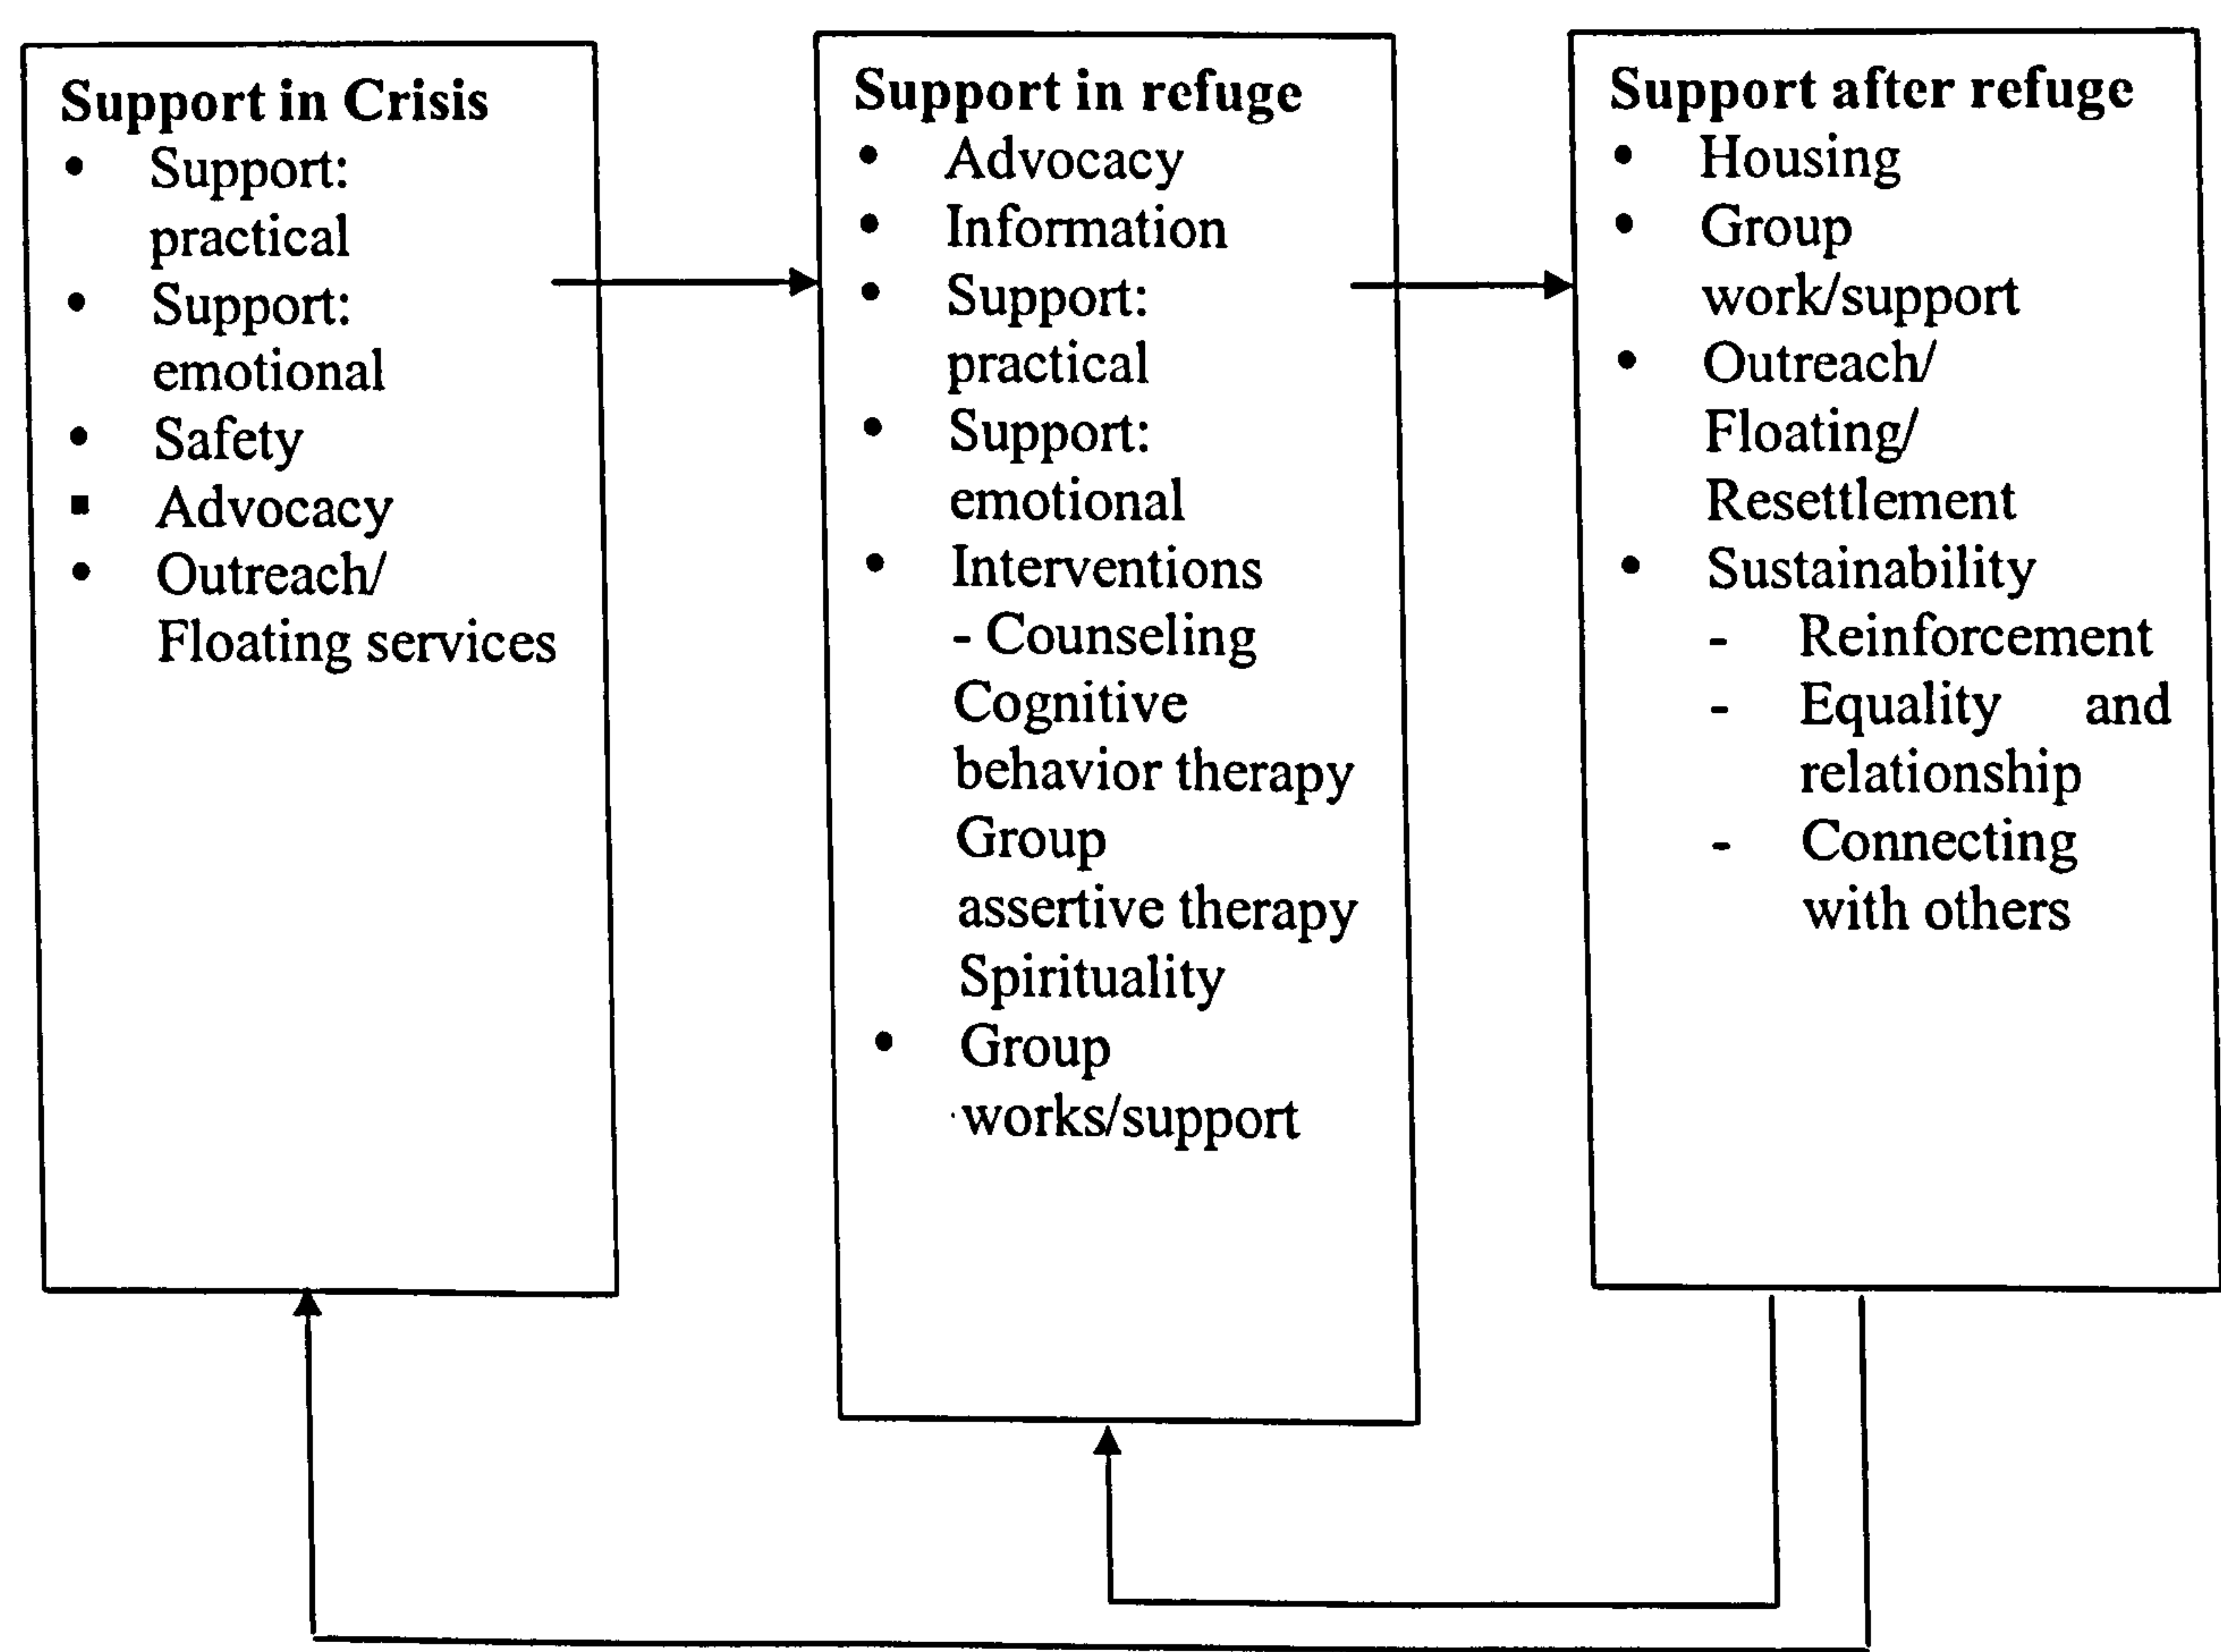 Support in Crisis
• Support:
practical
• Support:
emotional
• Safety
▪ Advocacy
• Outreach/
Floating services
Support in refuge
• Advocacy
• Information
• Support:
practical
• Support:
emotional
• Interventions
- Counseling
Cognitive
behavior therapy
Group
assertive therapy
Spirituality
• Group
works/support
Support after refuge
• Housing
• Group
work/support
• Outreach/
Floating/
Resettlement
• Sustainability
- Reinforcement
- Equality and
relationship
- Connecting
with others